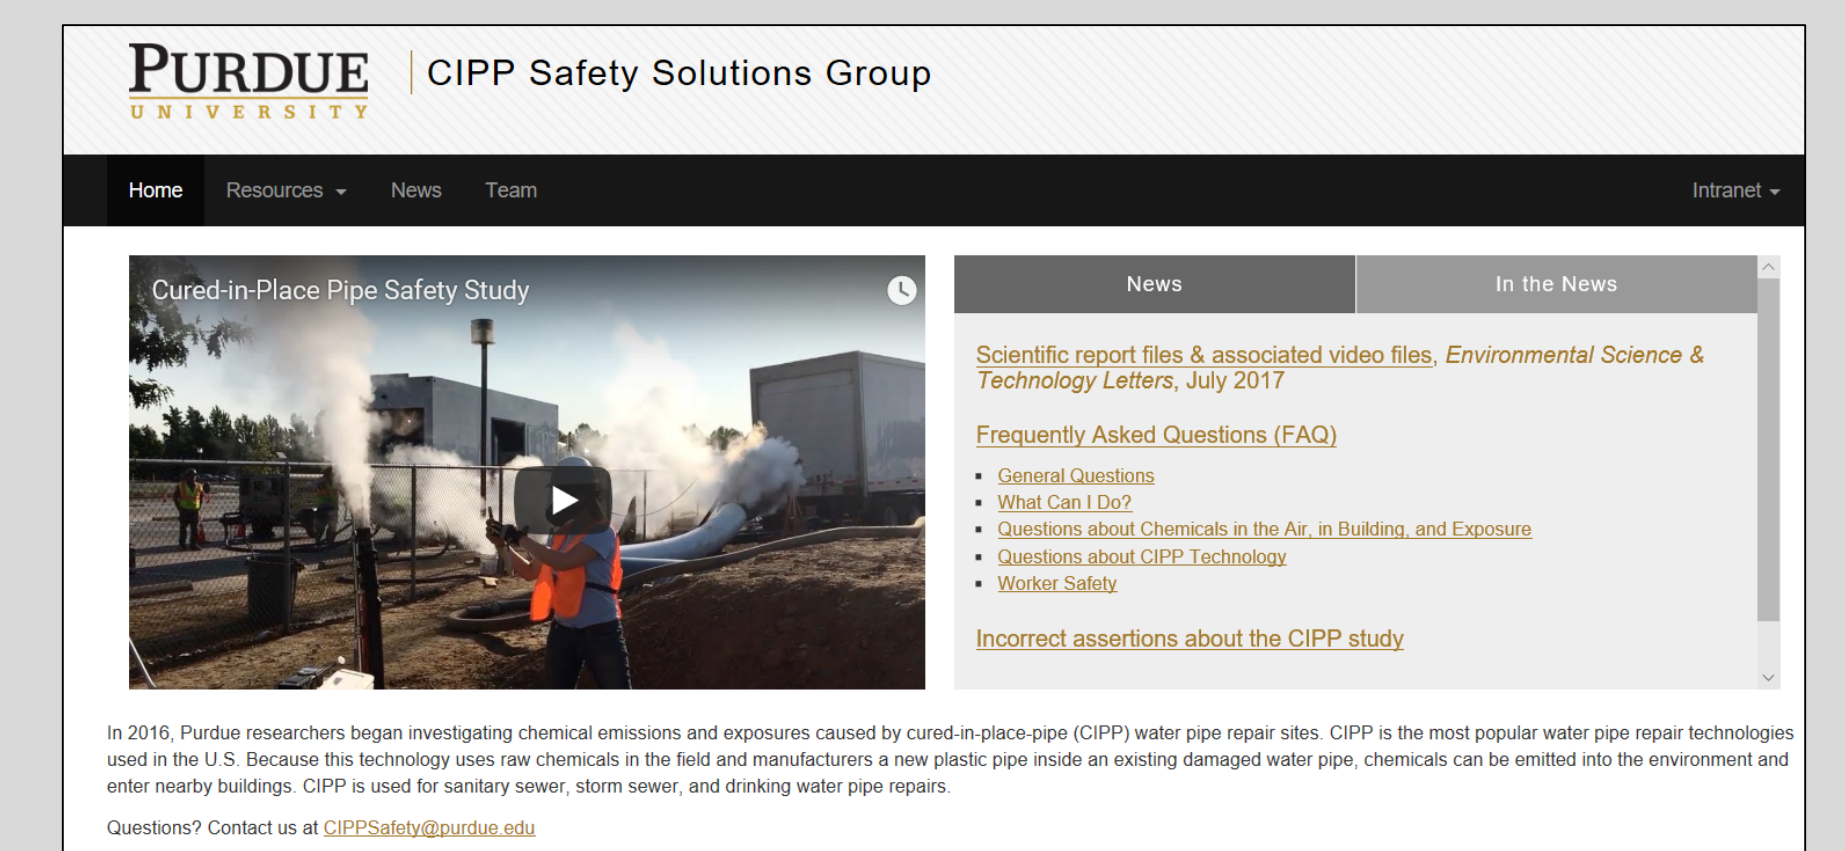 PURDUE
UNIVERSITY
CIPP Safety Solutions Group
Home
Resources
News
Team
Intranet
Cured-in-Place Pipe Safety Study
News
In the News
Scientific report files & associated video files, Environmental Science &
Technology Letters, July 2017
Frequently Asked Questions (FAQ)
General Questions
What Can I Do?
Questions about Chemicals in the Air, in Building, and Exposure
Questions about CIPP Technology
Worker Safety
Incorrect assertions about the CIPP study
In 2016, Purdue researchers began investigating chemical emissions and exposures caused by cured-in-place-pipe (CIPP) water pipe repair sites. CIPP is the most popular water pipe repair technologies
used in the U.S. Because this technology uses raw chemicals in the field and manufacturers a new plastic pipe inside an existing damaged water pipe, chemicals can be emitted into the environment and
enter nearby buildings. CIPP is used for sanitary sewer, storm sewer, and drinking water pipe repairs.
Questions? Contact us at CIPPSafety@purdue.edu